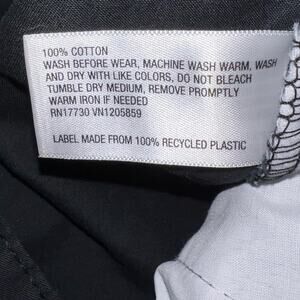 100% COTTON
WASH BEFORE WEAR, MACHINE WASH WARM, WASH
AND DRY WITH LIKE COLORS, DO NOT BLEACH
TUMBLE DRY MEDIUM, REMOVE PROMPTLY
WARM IRON IF NEEDED
RN17730 VN1205859
LABEL MADE FROM 100% RECYCLED PLASTIC